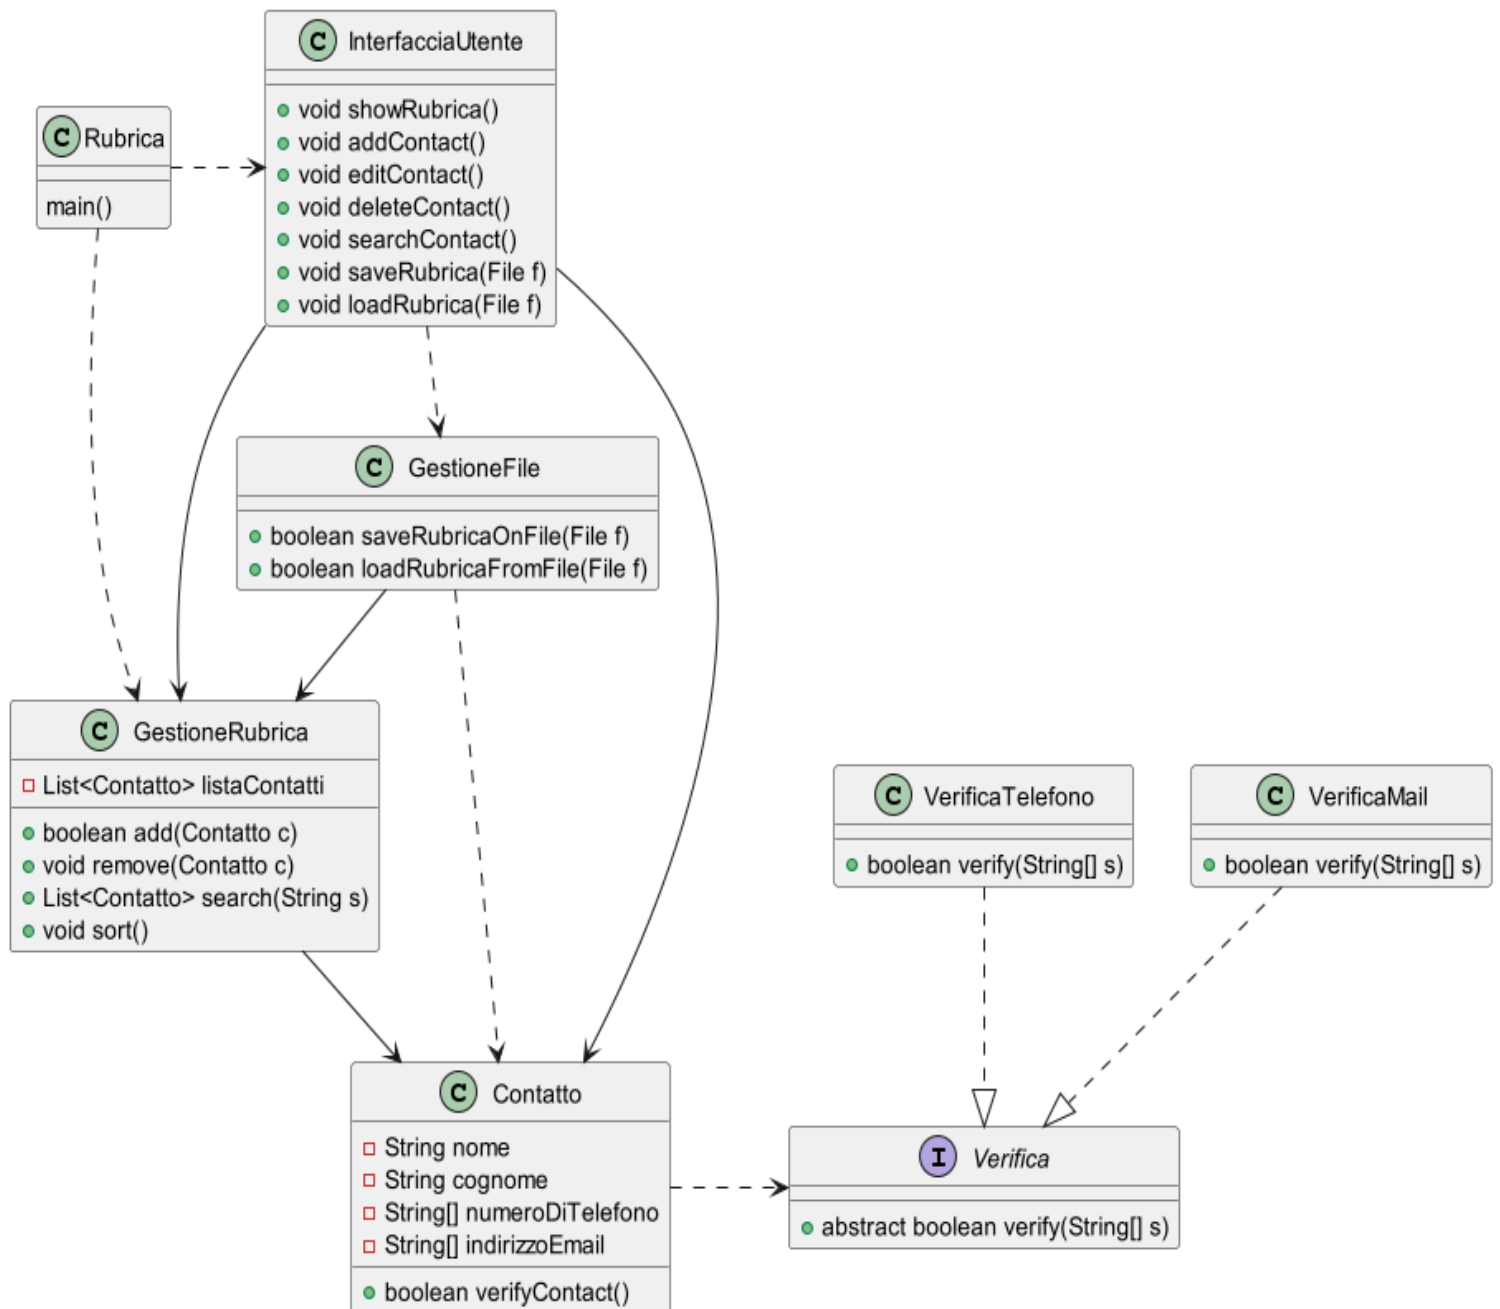 C InterfacciaUtente
void showRubrica()
void addContact()
void editContact()
void deleteContact()
void searchContact()
void saveRubrica(File f)
void loadRubrica(File f)
C Rubrica
main()
C GestioneFile
boolean saveRubricaOnFile(File f)
boolean loadRubricaFromFile(File f)
C GestioneRubrica
List<Contatto> listaContatti
boolean add(Contatto c)
void remove(Contatto c)
List<Contatto> search(String s)
void sort()
C VerificaTelefono
boolean verify(String[] s)
C VerificaMail
boolean verify(String[] s)
C Contatto
String nome
String cognome
String[] numeroDiTelefono
String[] indirizzoEmail
boolean verifyContact()
I Verifica
abstract boolean verify(String[] s)